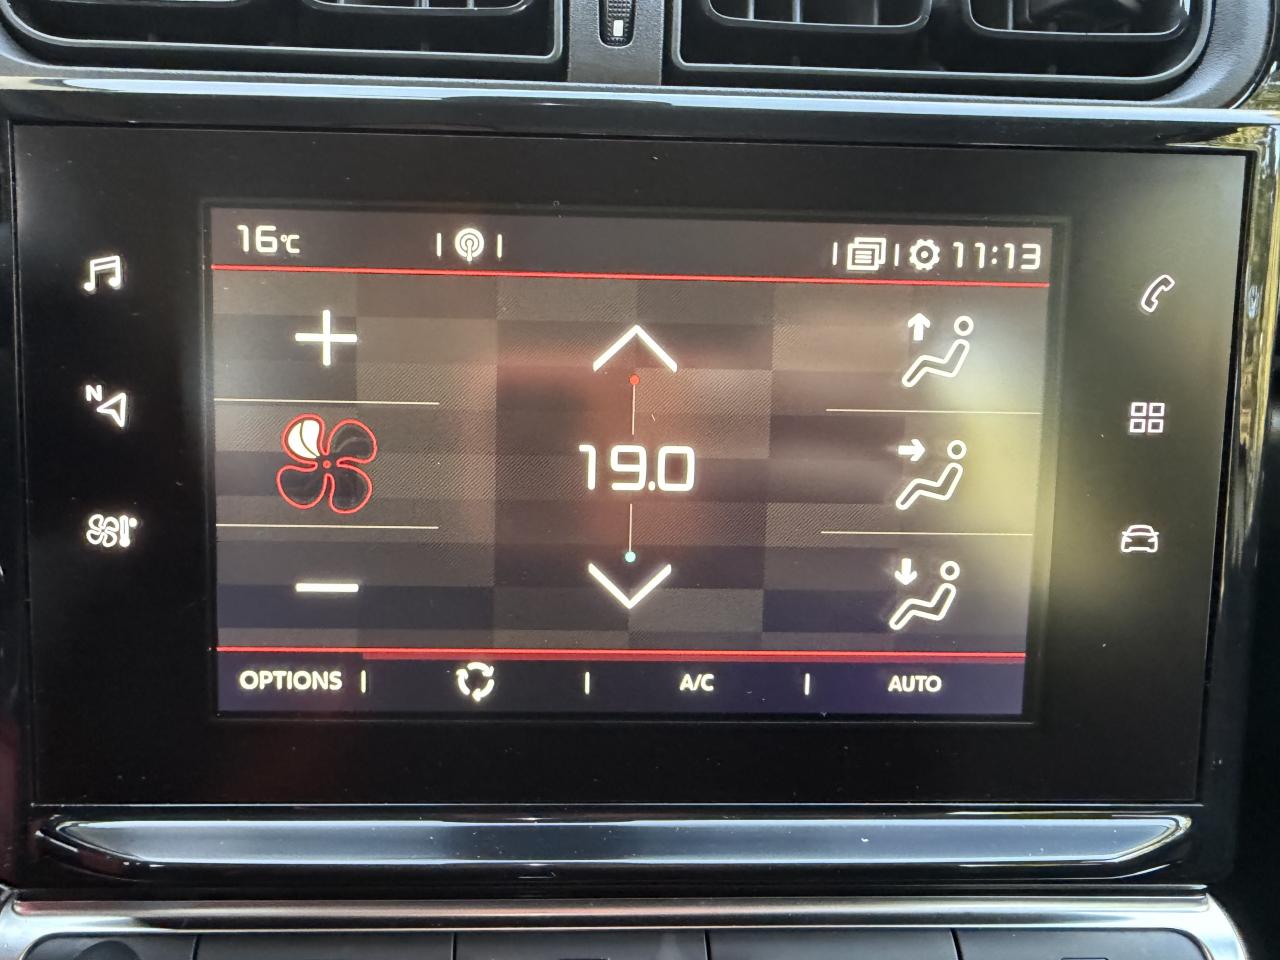 16°C
11:13
N
19.0
OPTIONS
A/C
AUTO